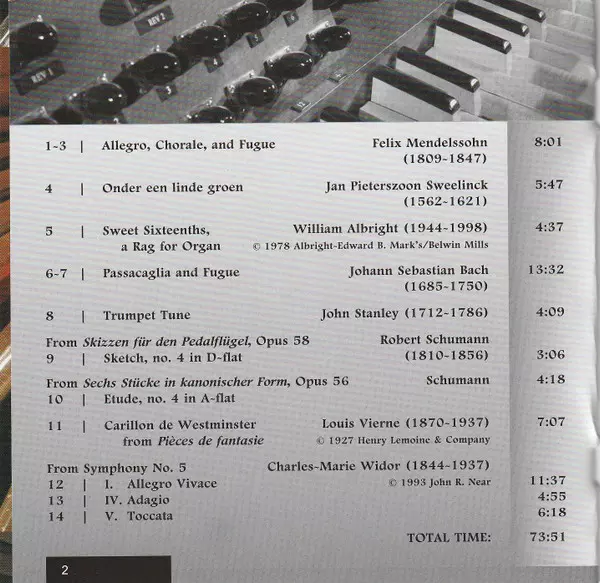 REV 2
REV 1
1-3 | Allegro, Chorale, and Fugue Felix Mendelssohn 8:01
(1809-1847)
4 | Onder een linde groen Jan Pieterszoon Sweelinck 5:47
(1562-1621)
5 | Sweet Sixteenths, William Albright (1944-1998) 4:37
a Rag for Organ © 1978 Albright-Edward B. Mark's/Belwin Mills
6-7 | Passacaglia and Fugue Johann Sebastian Bach 13:32
(1685-1750)
8 | Trumpet Tune John Stanley (1712-1786) 4:09
From Skizzen für den Pedalflügel, Opus 58 Robert Schumann
9 | Sketch, no. 4 in D-flat (1810-1856) 3:06
From Sechs Stücke in kanonischer Form, Opus 56 Schumann 4:18
10 | Etude, no. 4 in A-flat
11 | Carillon de Westminster Louis Vierne (1870-1937) 7:07
from Pièces de fantasie © 1927 Henry Lemoine & Company
From Symphony No. 5 Charles-Marie Widor (1844-1937)
12 | I. Allegro Vivace © 1993 John R. Near 11:37
13 | IV. Adagio 4:55
14 | V. Toccata 6:18
TOTAL TIME: 73:51
2